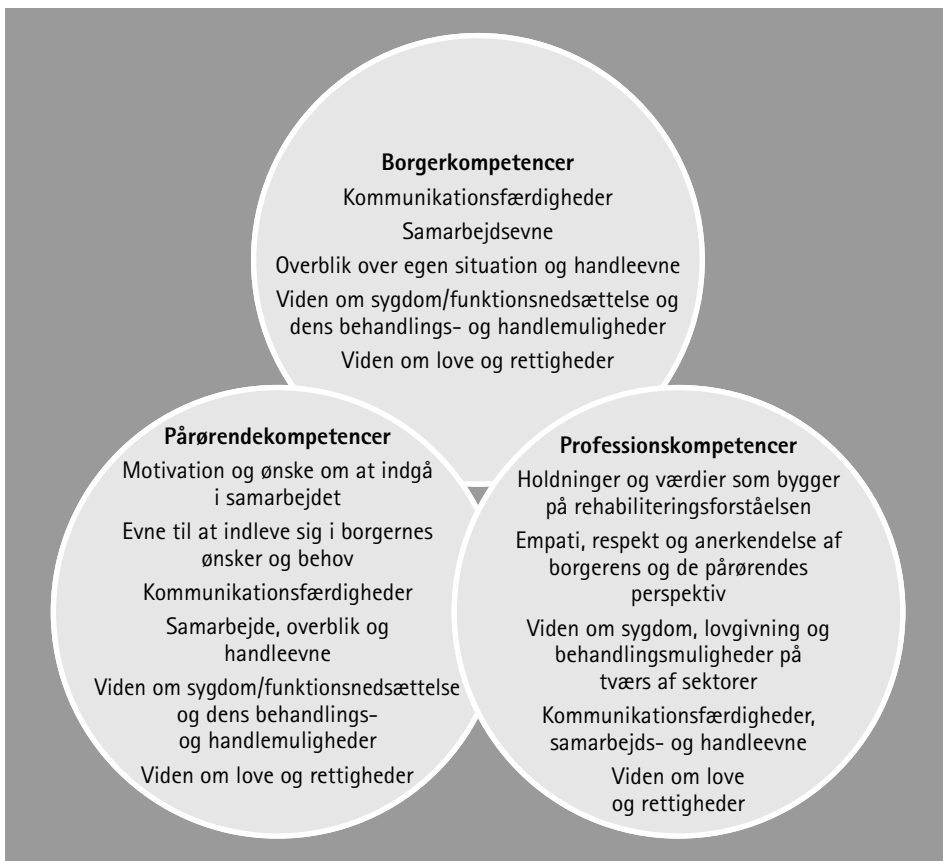 Borgerkompetencer
Kommunikationsfærdigheder
Samarbejdsevne
Overblik over egen situation og handleevne
Viden om sygdom/funktionsnedsættelse og
dens behandlings- og handlemuligheder
Viden om love og rettigheder
Pårørendekompetencer
Motivation og ønske om at indgå
i samarbejdet
Evne til at indleve sig i borgernes
ønsker og behov
Kommunikationsfærdigheder
Samarbejde, overblik og
handleevne
Viden om sygdom/funktionsnedsættelse
og dens behandlings-
og handlemuligheder
Viden om love og rettigheder
Professionskompetencer
Holdninger og værdier som bygger
på rehabiliteringsforståelsen
Empati, respekt og anerkendelse af
borgerens og de pårørendes
perspektiv
Viden om sygdom, lovgivning og
behandlingsmuligheder på
tværs af sektorer
Kommunikationsfærdigheder,
samarbejds- og handleevne
Viden om love
og rettigheder